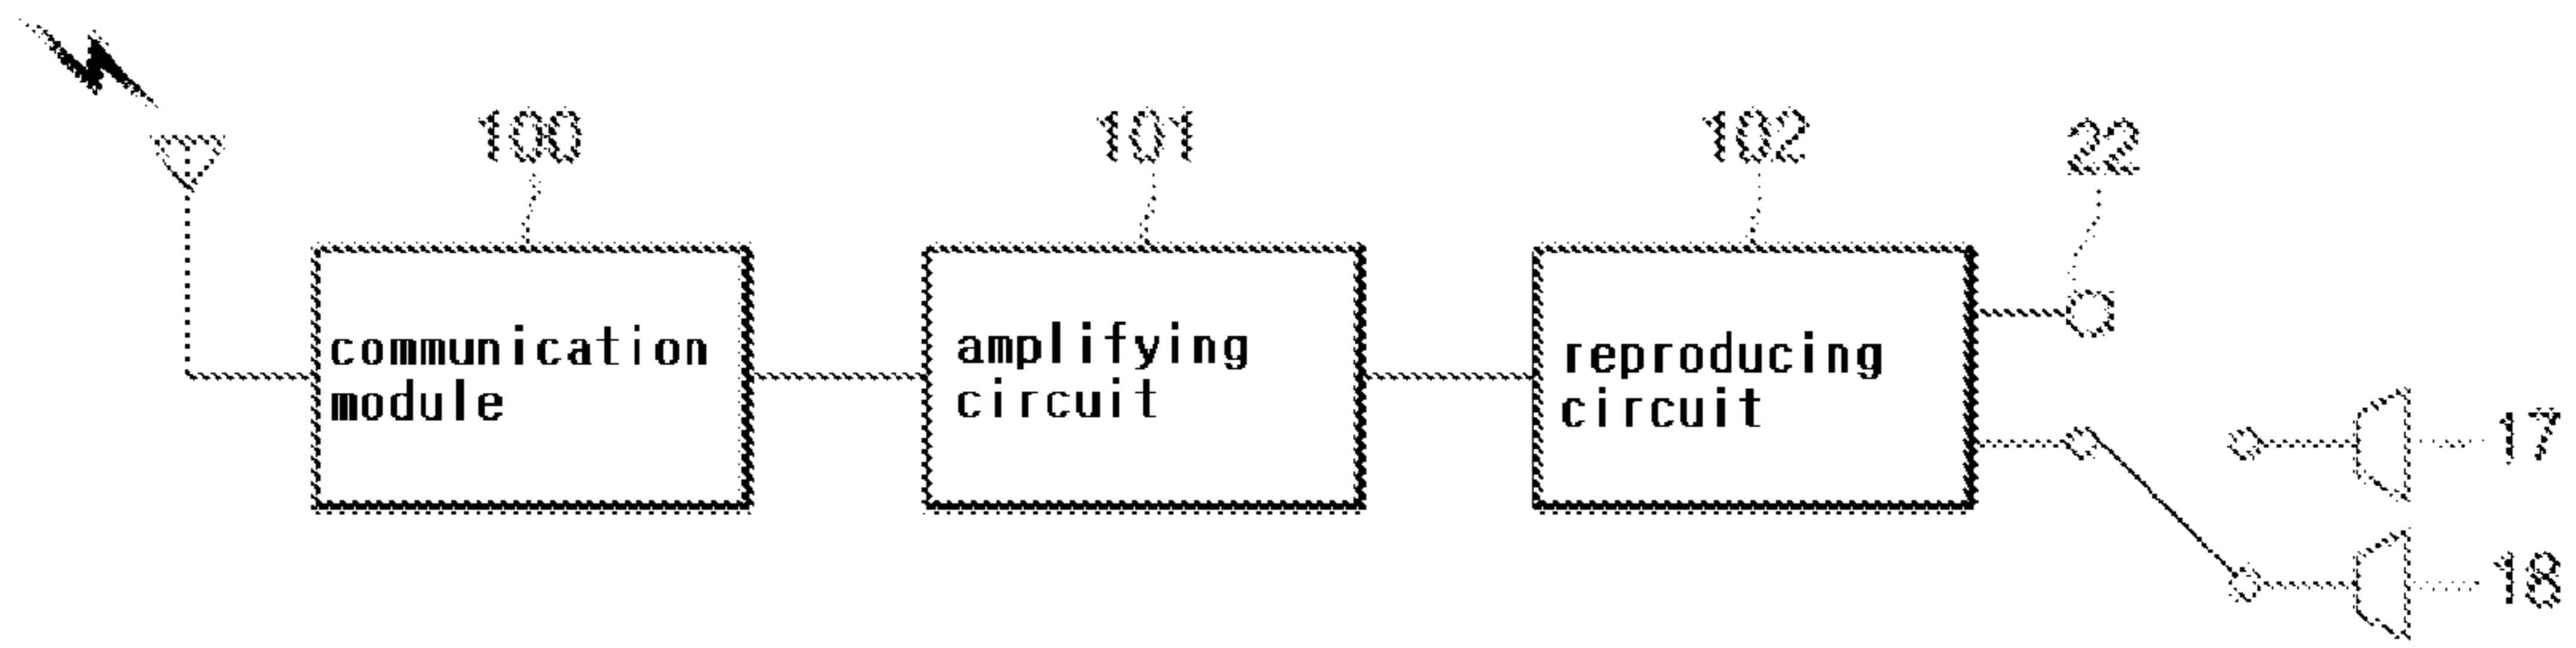 100
101
102
22
communication
module
amplifying
circuit
reproducing
circuit
17
18